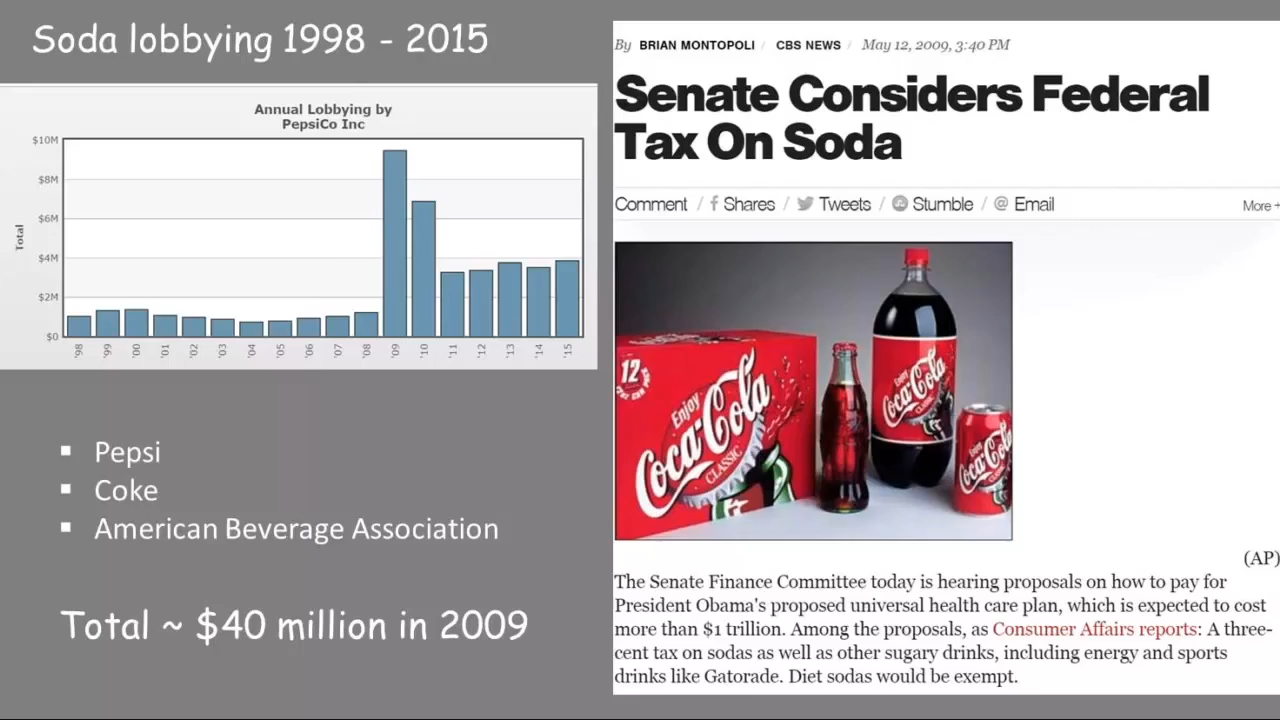 Soda lobbying 1998 - 2015
Annual Lobbying by
PepsiCo Inc
$10M
$8M
$6M
$4M
$2M
$0
Total
'98 '99 '00 '01 '02 '03 '04 '05 '06 '07 '08 '09 '10 '11 '12 '13 '14 '15
▪ Pepsi
▪ Coke
▪ American Beverage Association
Total ~ $40 million in 2009
By BRIAN MONTOPOLI / CBS NEWS / May 12, 2009, 3:40 PM
Senate Considers Federal
Tax On Soda
Comment / f Shares / Tweets / Stumble / @ Email
More +
12
Enjoy
Coca-Cola
CLASSIC
Enjoy
Coca-Cola
CLASSIC
Enjoy
Coca-Cola
(AP)
The Senate Finance Committee today is hearing proposals on how to pay for
President Obama's proposed universal health care plan, which is expected to cost
more than $1 trillion. Among the proposals, as Consumer Affairs reports: A three-
cent tax on sodas as well as other sugary drinks, including energy and sports
drinks like Gatorade. Diet sodas would be exempt.